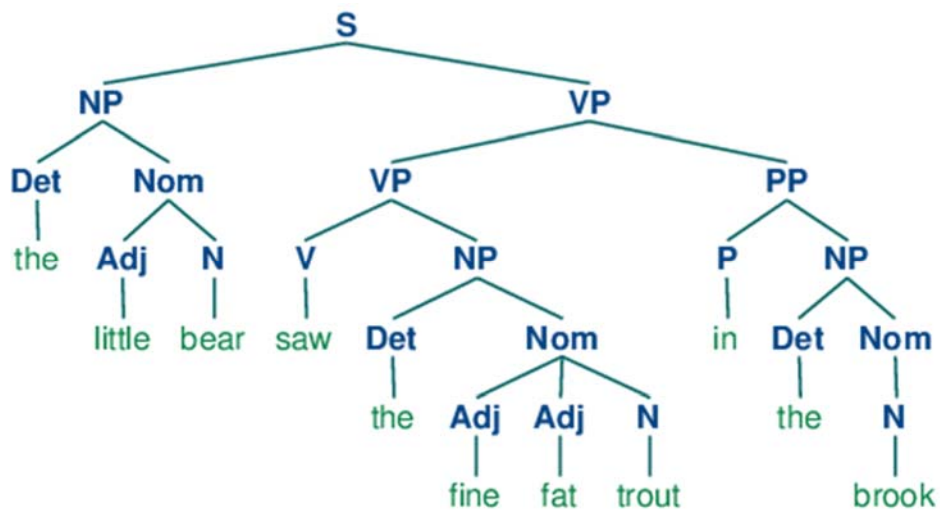 S
NP VP
Det Nom VP PP
the Adj N V NP P NP
little bear saw Det Nom in Det Nom
the Adj Adj N the N
fine fat trout brook